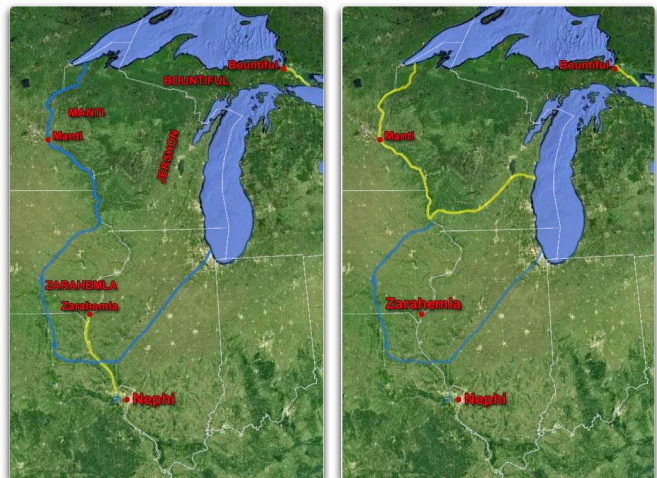 Bountiful
BOUNTIFUL
MANTI
Manti
JERSHON
ZARAHEMLA
Zarahemla
Nephi
Bountiful
Manti
Zarahemla
Nephi